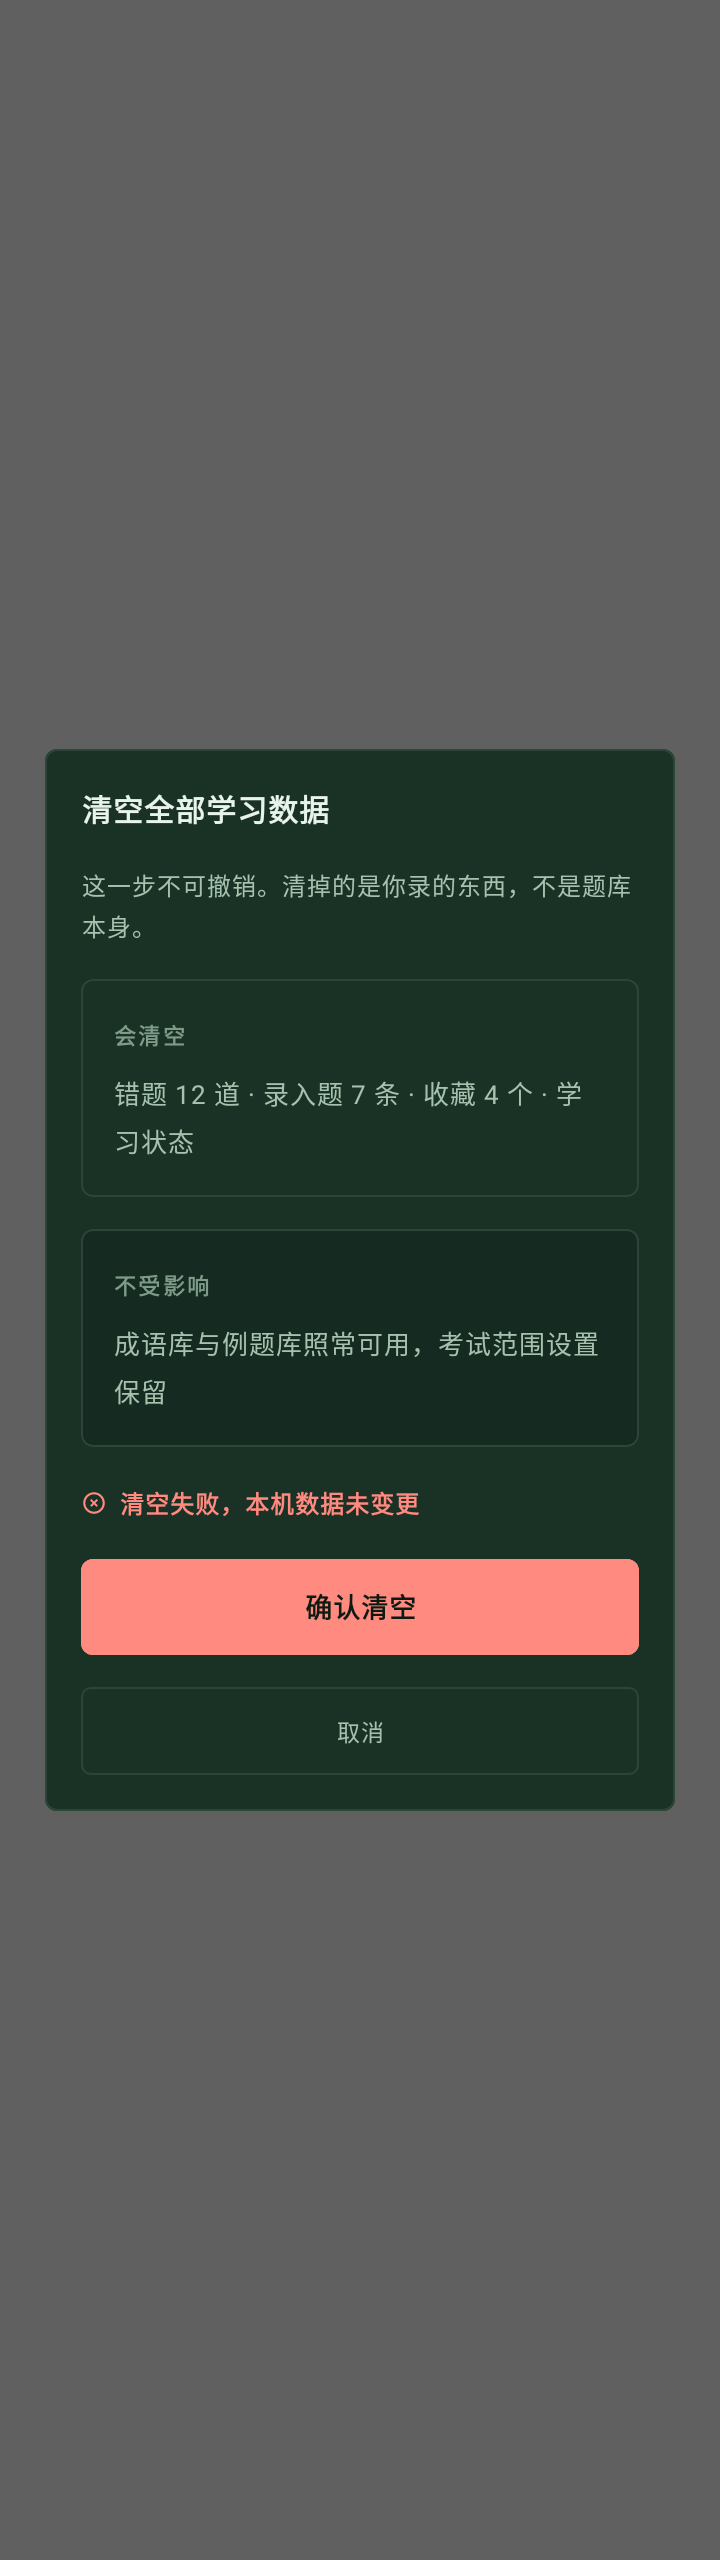 清空全部学习数据
这一步不可撤销。清掉的是你录的东西，不是题库
本身。
会清空
错题 12 道 · 录入题 7 条 · 收藏 4 个 · 学
习状态
不受影响
成语库与例题库照常可用，考试范围设置
保留
清空失败，本机数据未变更
确认清空
取消